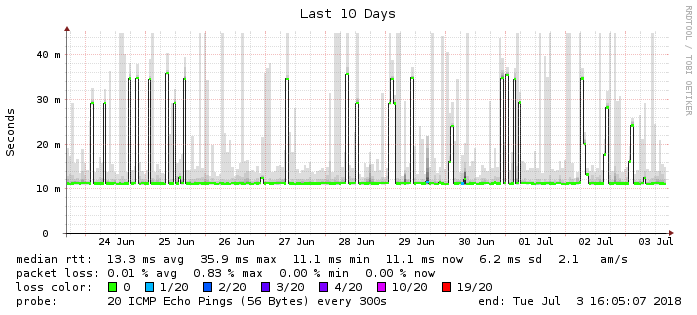 Last 10 Days
RRDTOOL / TOBI OETIKER
Seconds
40 m
30 m
20 m
10 m
0
24 Jun 25 Jun 26 Jun 27 Jun 28 Jun 29 Jun 30 Jun 01 Jul 02 Jul 03 Jul
median rtt: 13.3 ms avg 35.9 ms max 11.1 ms min 11.1 ms now 6.2 ms sd 2.1 am/s
packet loss: 0.01 % avg 0.83 % max 0.00 % min 0.00 % now
loss color: 0 1/20 2/20 3/20 4/20 10/20 19/20
probe: 20 ICMP Echo Pings (56 Bytes) every 300s end: Tue Jul 3 16:05:07 2018